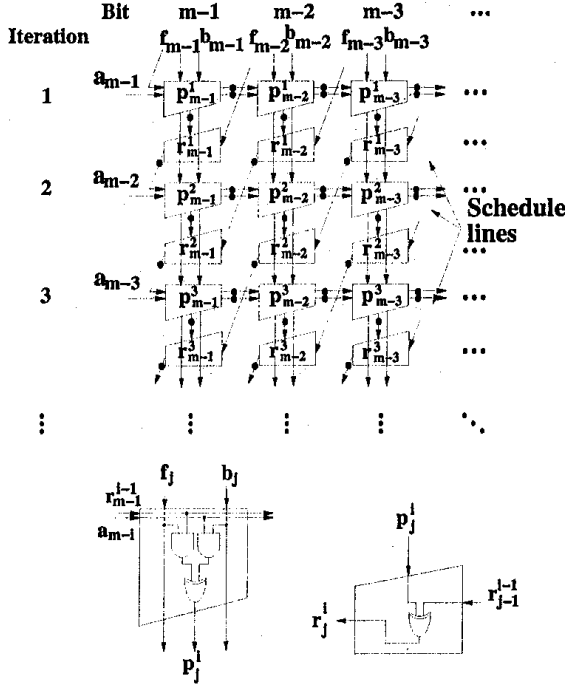 Bit m-1 m-2 m-3 ...
Iteration f_{m-1} b_{m-1} f_{m-2} b_{m-2} f_{m-3} b_{m-3}
1 a_{m-1} p^1_{m-1} p^1_{m-2} p^1_{m-3} ...
r^1_{m-1} r^1_{m-2} r^1_{m-3} ...
2 a_{m-2} p^2_{m-1} p^2_{m-2} p^2_{m-3} ...
Schedule
lines
r^2_{m-1} r^2_{m-2} r^2_{m-3} ...
3 a_{m-3} p^3_{m-1} p^3_{m-2} p^3_{m-3} ...
r^3_{m-1} r^3_{m-2} r^3_{m-3} ...
f_j b_j
r^{i-1}_{m-1}
a_{m-i}
p^i_j
p^i_j
r^i_j r^{i-1}_{j-1}